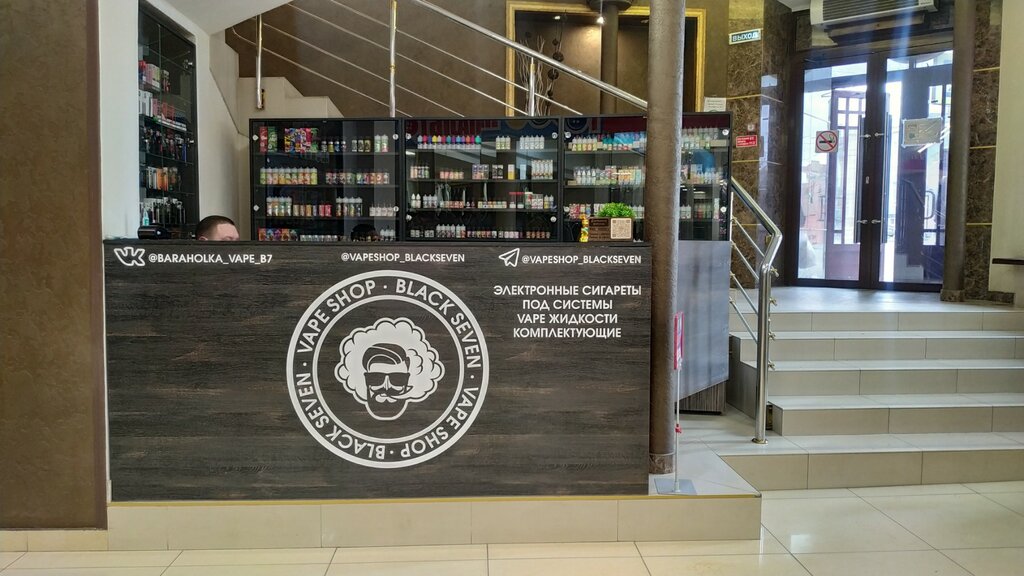 ВЫХОД
@BARAHOLKA_VAPE_B7
@VAPESHOP_BLACKSEVEN
@VAPESHOP_BLACKSEVEN
ЭЛЕКТРОННЫЕ СИГАРЕТЫ
ПОД СИСТЕМЫ
VAPE ЖИДКОСТИ
КОМПЛЕКТУЮЩИЕ
VAPE SHOP · BLACK SEVEN · VAPE SHOP · BLACK SEVEN ·